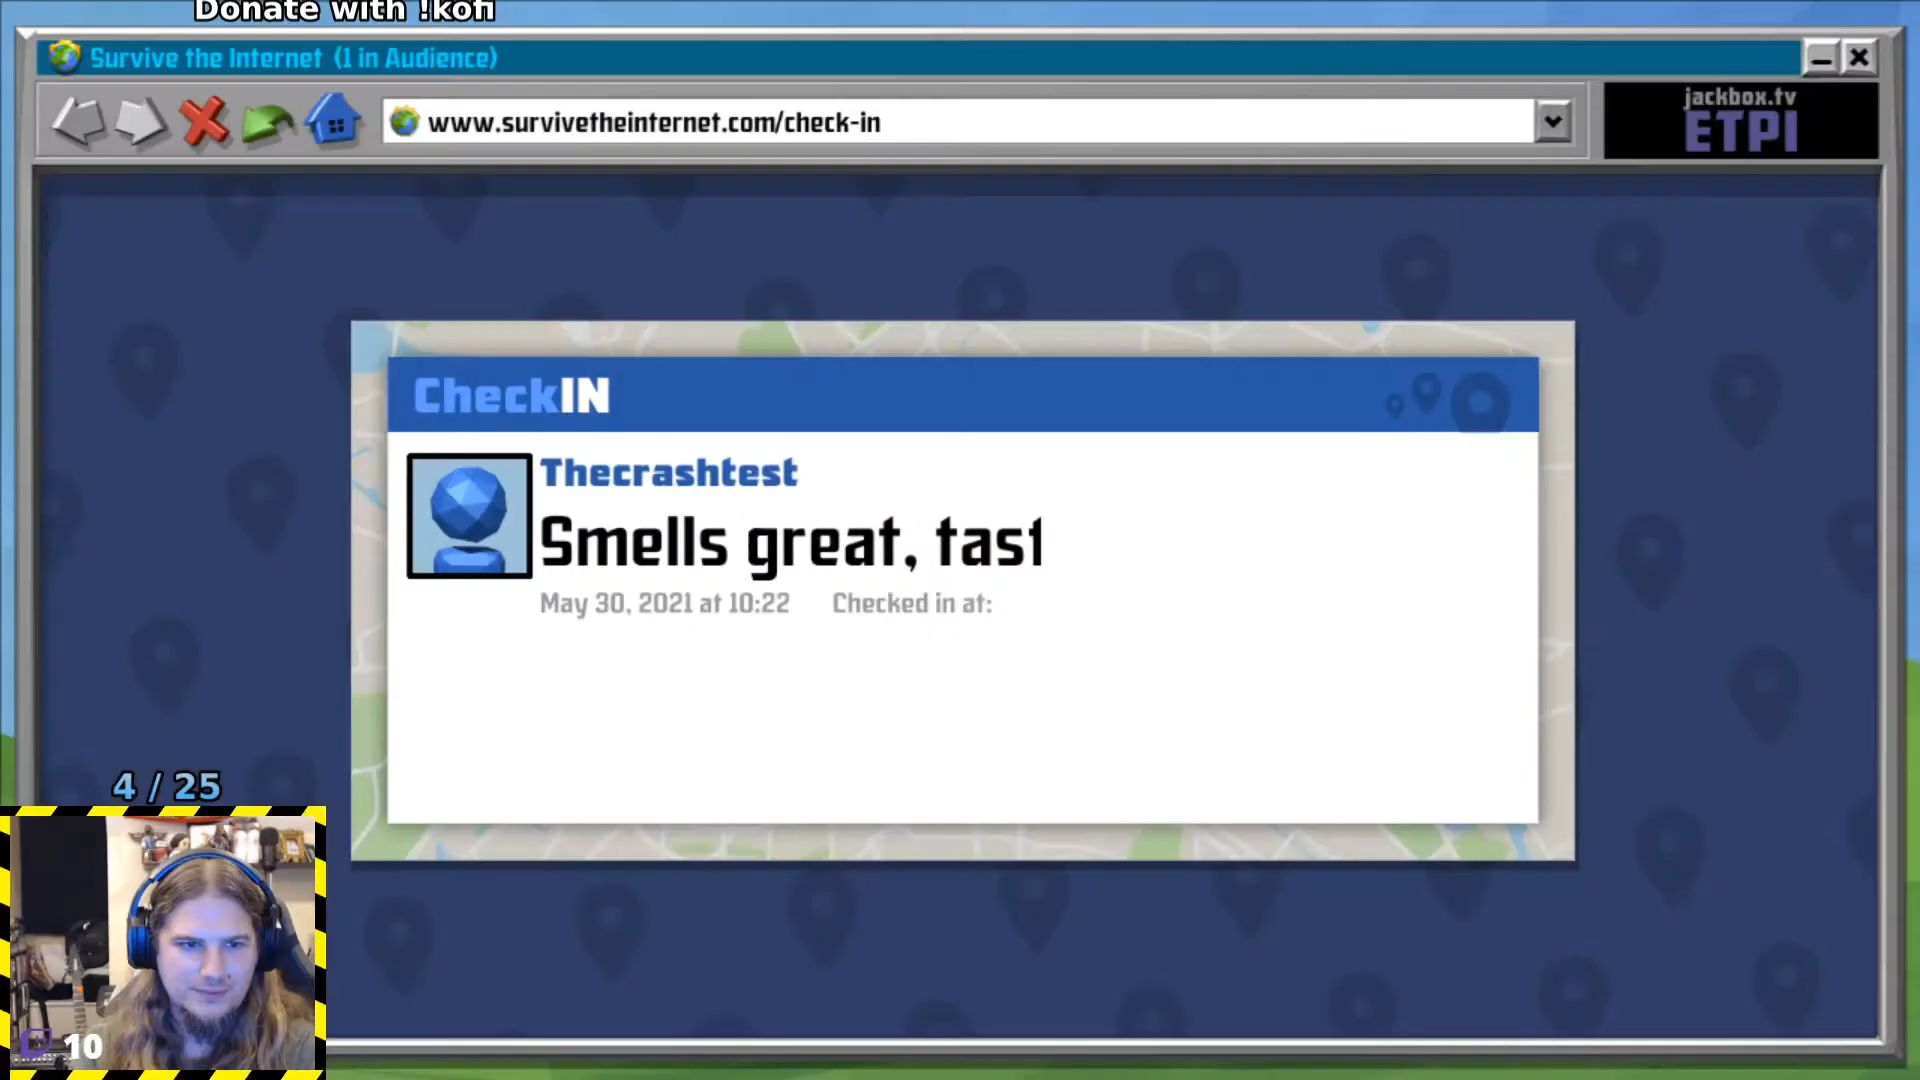 Donate with !kofi
Survive the Internet (1 in Audience)
www.survivetheinternet.com/check-in
jackbox.tv
ETPI
CheckIN
Thecrashtest
Smells great, tast
May 30, 2021 at 10:22 Checked in at:
4 / 25
10